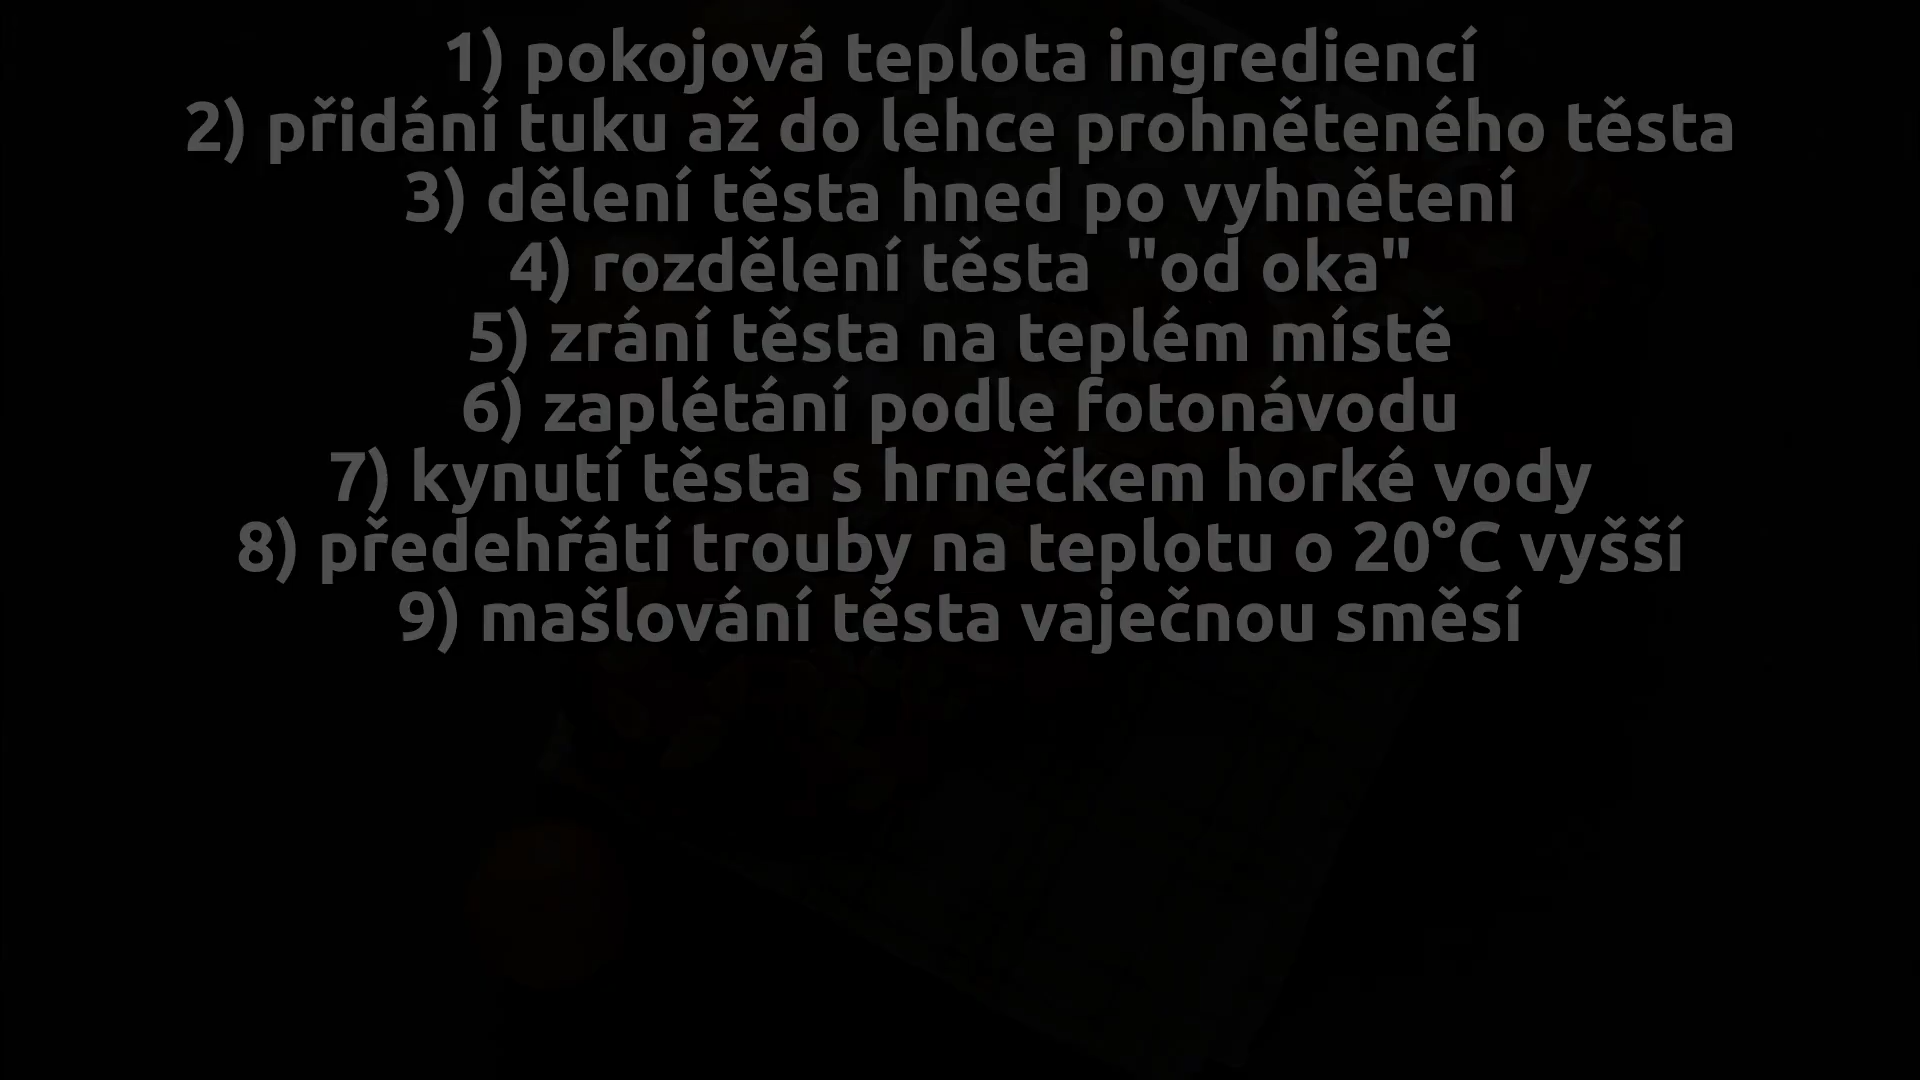 1) pokojová teplota ingrediencí
2) přidání tuku až do lehce prohněteného těsta
3) dělení těsta hned po vyhnětení
4) rozdělení těsta  "od oka"
5) zrání těsta na teplém místě
6) zaplétání podle fotonávodu
7) kynutí těsta s hrnečkem horké vody
8) předehřátí trouby na teplotu o 20°C vyšší
9) mašlování těsta vaječnou směsí